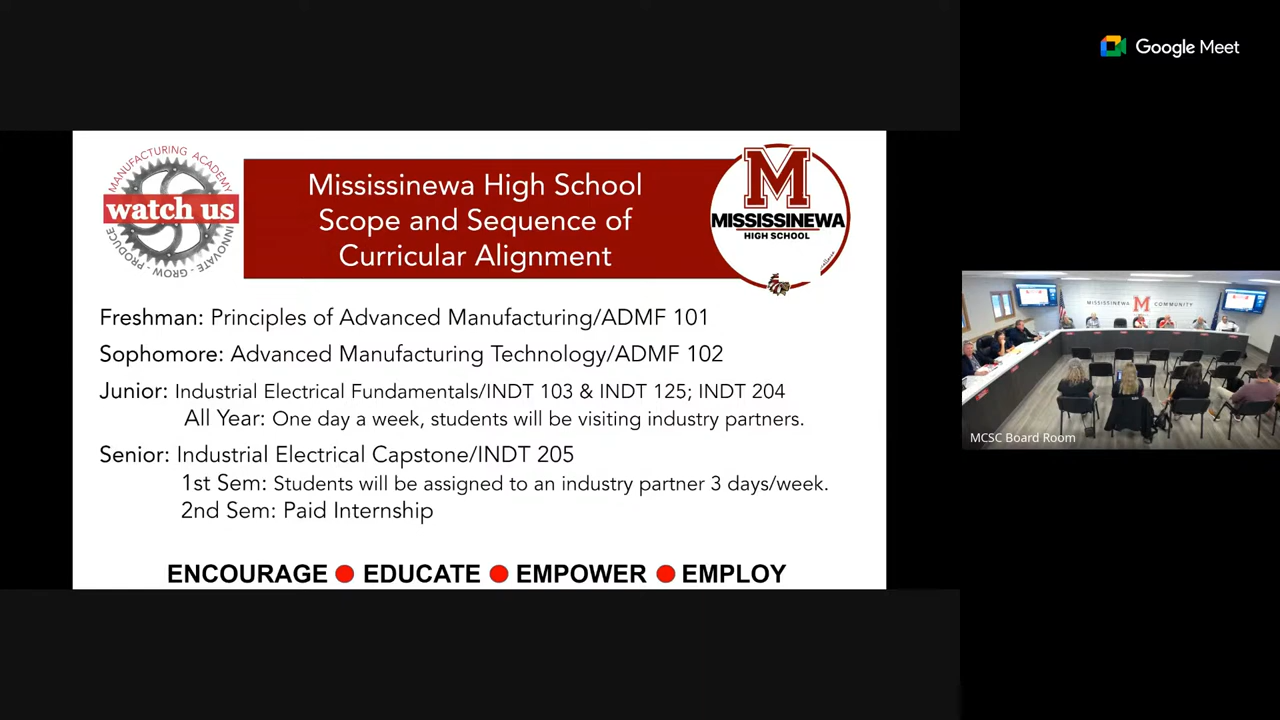 Google Meet
MANUFACTURING ACADEMY
watch us
PRODUCE - GROW - INNOVATE
Mississinewa High School
Scope and Sequence of
Curricular Alignment
M
MISSISSINEWA
HIGH SCHOOL
Freshman: Principles of Advanced Manufacturing/ADMF 101
Sophomore: Advanced Manufacturing Technology/ADMF 102
Junior: Industrial Electrical Fundamentals/INDT 103 & INDT 125; INDT 204
All Year: One day a week, students will be visiting industry partners.
Senior: Industrial Electrical Capstone/INDT 205
1st Sem: Students will be assigned to an industry partner 3 days/week.
2nd Sem: Paid Internship
ENCOURAGE ● EDUCATE ● EMPOWER ● EMPLOY
MISSISSINEWA M COMMUNITY
MCSC Board Room